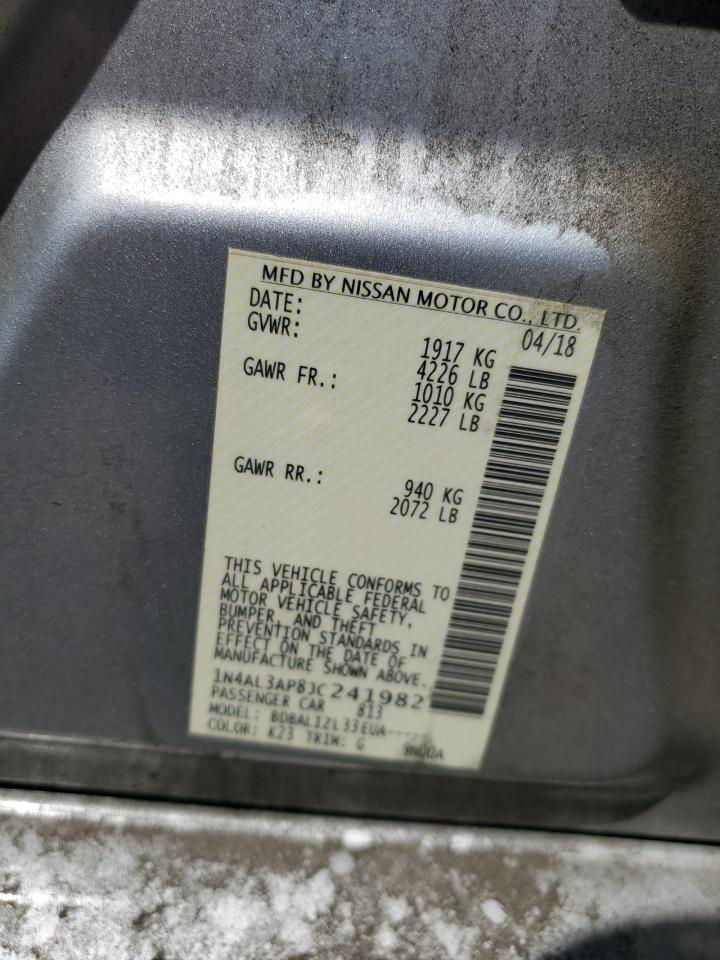 MFD BY NISSAN MOTOR CO., LTD.
DATE: 04/18
GVWR: 1917 KG
4226 LB
GAWR FR.: 1010 KG
2227 LB
GAWR RR.: 940 KG
2072 LB
THIS VEHICLE CONFORMS TO
ALL APPLICABLE FEDERAL
MOTOR VEHICLE SAFETY,
BUMPER, AND THEFT
PREVENTION STANDARDS IN
EFFECT ON THE DATE OF
MANUFACTURE SHOWN ABOVE.
1N4AL3AP8JC241982
PASSENGER CAR 813
MODEL: BDBALIZL33EUA-----
COLOR: K23 TRIM: G